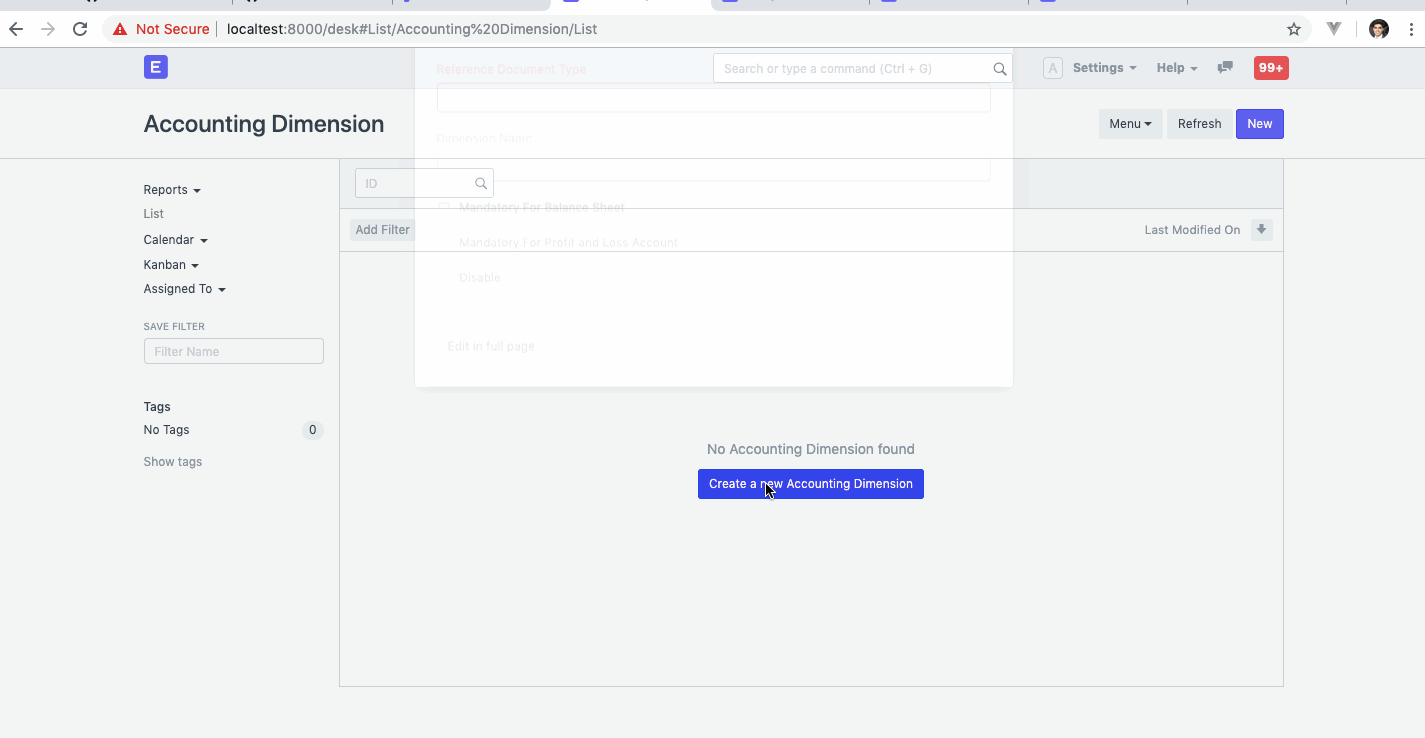 Not Secure
localtest:8000/desk#List/Accounting%20Dimension/List
E
Reference Document Type
Search or type a command (Ctrl + G)
A
Settings
Help
99+
Accounting Dimension
Dimension Name
Menu
Refresh
New
ID
Reports
List
Calendar
Kanban
Assigned To
Mandatory For Balance Sheet
Add Filter
Mandatory For Profit and Loss Account
Last Modified On
Disable
SAVE FILTER
Filter Name
Edit in full page
Tags
No Tags
0
Show tags
No Accounting Dimension found
Create a new Accounting Dimension